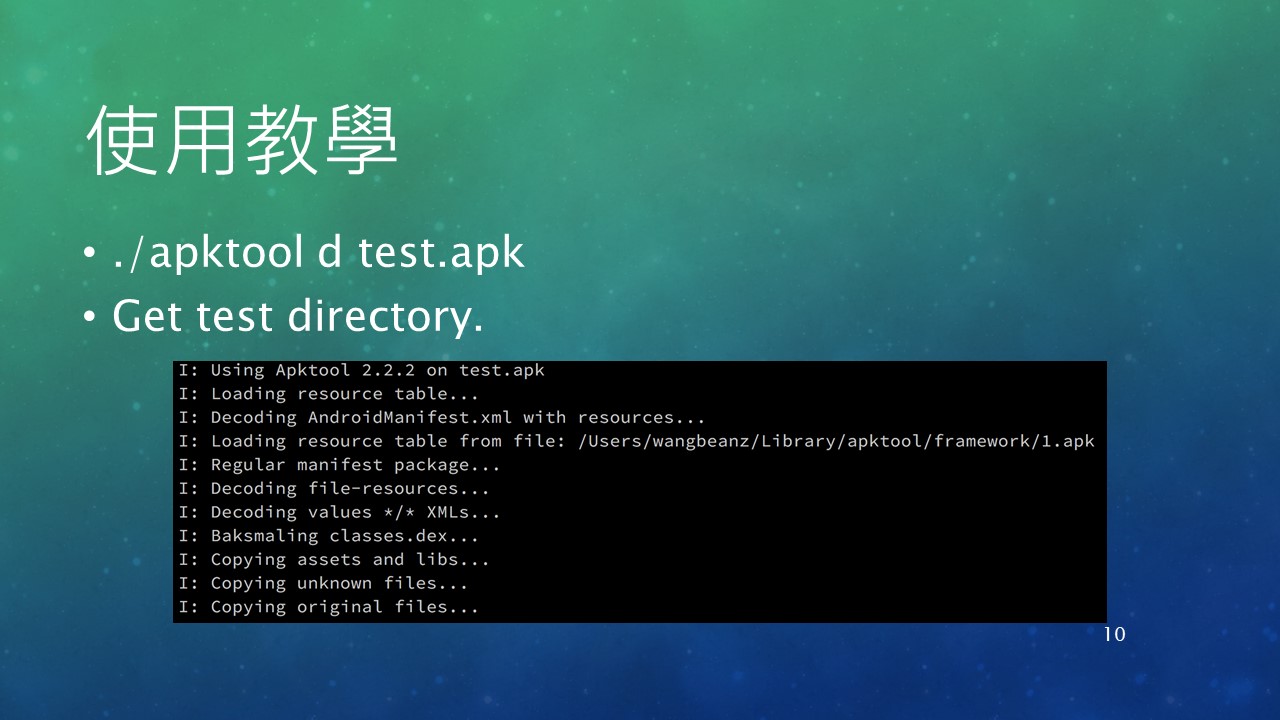 使用教學
• ./apktool d test.apk
• Get test directory.
I: Using Apktool 2.2.2 on test.apk
I: Loading resource table...
I: Decoding AndroidManifest.xml with resources...
I: Loading resource table from file: /Users/wangbeanz/Library/apktool/framework/1.apk
I: Regular manifest package...
I: Decoding file-resources...
I: Decoding values */* XMLs...
I: Baksmaling classes.dex...
I: Copying assets and libs...
I: Copying unknown files...
I: Copying original files...
10